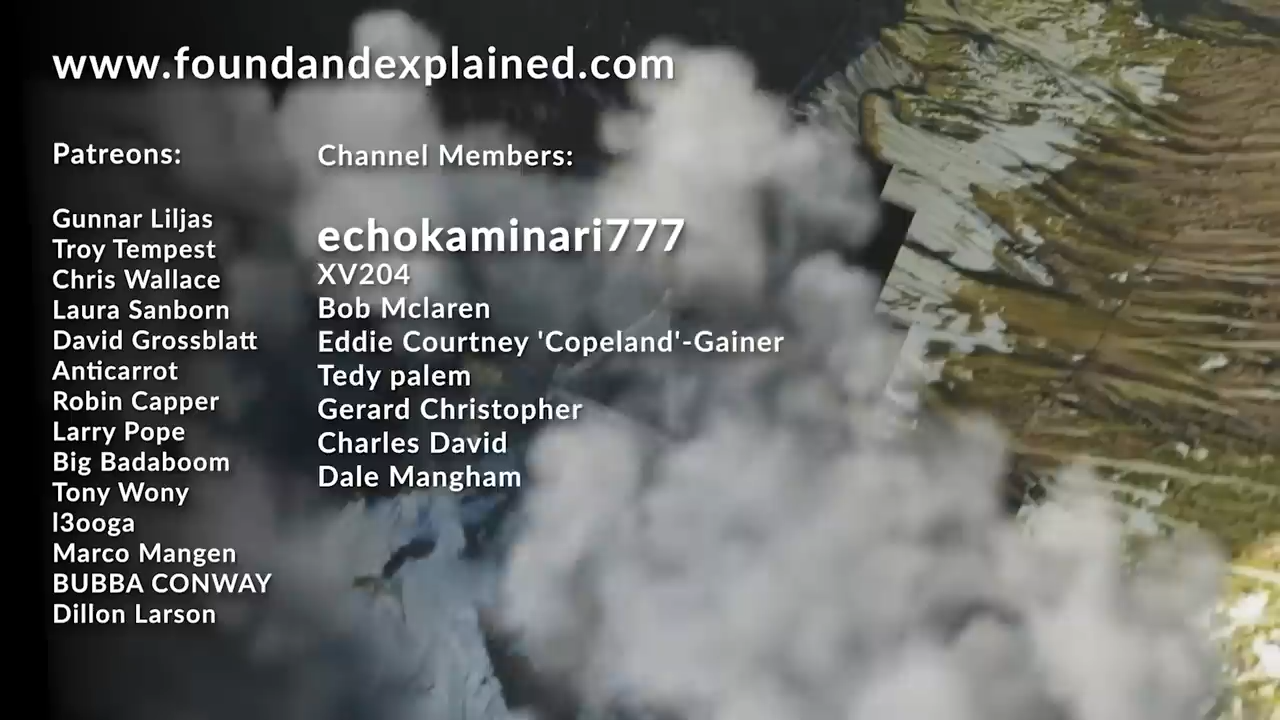 www.foundandexplained.com
Patreons:
Gunnar Liljas
Troy Tempest
Chris Wallace
Laura Sanborn
David Grossblatt
Anticarrot
Robin Capper
Larry Pope
Big Badaboom
Tony Wony
l3ooga
Marco Mangen
BUBBA CONWAY
Dillon Larson
Channel Members:
echokaminari777
XV204
Bob Mclaren
Eddie Courtney 'Copeland'-Gainer
Tedy palem
Gerard Christopher
Charles David
Dale Mangham